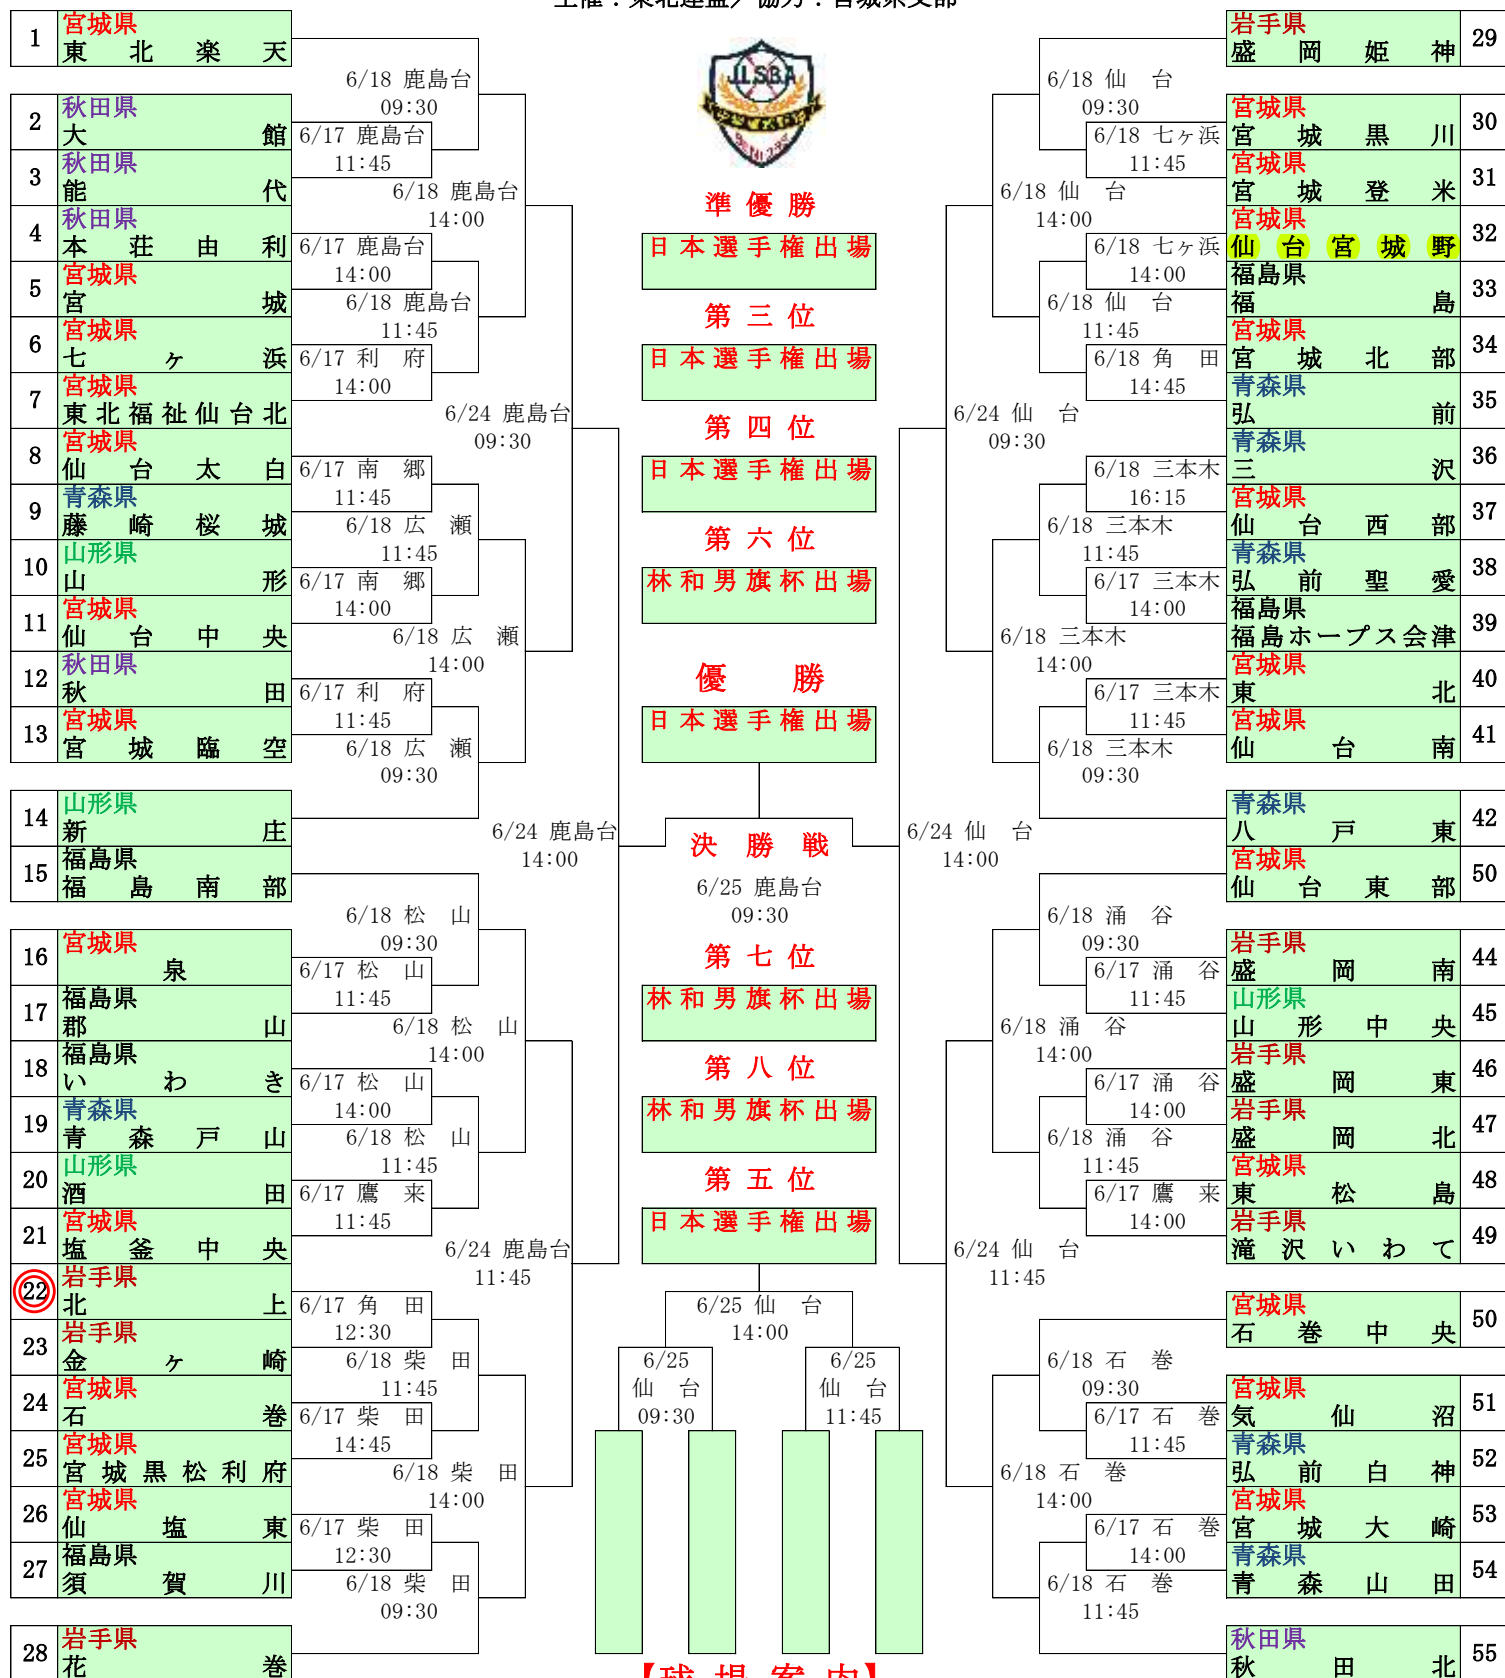 主催：東北連盟／ 協力：宮城県支部
1 宮城県
東北楽天
2 秋田県
大館
3 秋田県
能代
4 秋田県
本荘由利
5 宮城県
宮城
6 宮城県
七ヶ浜
7 宮城県
東北福祉仙台北
8 宮城県
仙台太白
9 青森県
藤崎桜城
10 山形県
山形
11 宮城県
仙台中央
12 秋田県
秋田
13 宮城県
宮城臨空
14 山形県
新庄
15 福島県
福島南部
16 宮城県
泉
17 福島県
郡山
18 福島県
いわき
19 青森県
青森戸山
20 山形県
酒田
21 宮城県
塩釜中央
22 岩手県
北上
23 岩手県
金ヶ崎
24 宮城県
石巻
25 宮城県
宮城黒松利府
26 宮城県
仙塩東
27 福島県
須賀川
28 岩手県
花巻
6/18 鹿島台
09:30
6/17 鹿島台
11:45
6/18 鹿島台
14:00
6/17 鹿島台
14:00
6/18 鹿島台
11:45
6/17 利府
14:00
6/24 鹿島台
09:30
6/17 南郷
11:45
6/18 広瀬
11:45
6/17 南郷
14:00
6/18 広瀬
14:00
6/17 利府
11:45
6/18 広瀬
09:30
6/24 鹿島台
14:00
6/18 松山
09:30
6/17 松山
11:45
6/18 松山
14:00
6/17 松山
14:00
6/18 松山
11:45
6/17 鷹来
11:45
6/24 鹿島台
11:45
6/17 角田
12:30
6/18 柴田
11:45
6/17 柴田
14:45
6/18 柴田
14:00
6/17 柴田
12:30
6/18 柴田
09:30
JLSBA
準優勝
日本選手権出場
第三位
日本選手権出場
第四位
日本選手権出場
第六位
林和男旗杯出場
優勝
日本選手権出場
決勝戦
6/25 鹿島台
09:30
第七位
林和男旗杯出場
第八位
林和男旗杯出場
第五位
日本選手権出場
6/25 仙台
14:00
6/25
仙台
09:30
6/25
仙台
11:45
【球場案内】
6/18 仙台
09:30
6/18 七ヶ浜
11:45
6/18 仙台
14:00
6/18 七ヶ浜
14:00
6/18 仙台
11:45
6/18 角田
14:45
6/24 仙台
09:30
6/18 三本木
16:15
6/18 三本木
11:45
6/17 三本木
14:00
6/18 三本木
14:00
6/17 三本木
11:45
6/18 三本木
09:30
6/24 仙台
14:00
6/18 涌谷
09:30
6/17 涌谷
11:45
6/18 涌谷
14:00
6/17 涌谷
14:00
6/18 涌谷
11:45
6/17 鷹来
14:00
6/24 仙台
11:45
6/18 石巻
09:30
6/17 石巻
11:45
6/18 石巻
14:00
6/17 石巻
14:00
6/18 石巻
11:45
岩手県 29
盛岡姫神
宮城県 30
宮城黒川
宮城県 31
宮城登米
宮城県 32
仙台宮城野
福島県 33
福島
宮城県 34
宮城北部
青森県 35
弘前
青森県 36
三沢
宮城県 37
仙台西部
青森県 38
弘前聖愛
福島県 39
福島ホープス会津
宮城県 40
東北
宮城県 41
仙台南
青森県 42
八戸東
宮城県 50
仙台東部
岩手県 44
盛岡南
山形県 45
山形中央
岩手県 46
盛岡東
岩手県 47
盛岡北
宮城県 48
東松島
岩手県 49
滝沢いわて
宮城県 50
石巻中央
宮城県 51
気仙沼
青森県 52
弘前白神
宮城県 53
宮城大崎
青森県 54
青森山田
秋田県 55
秋田北